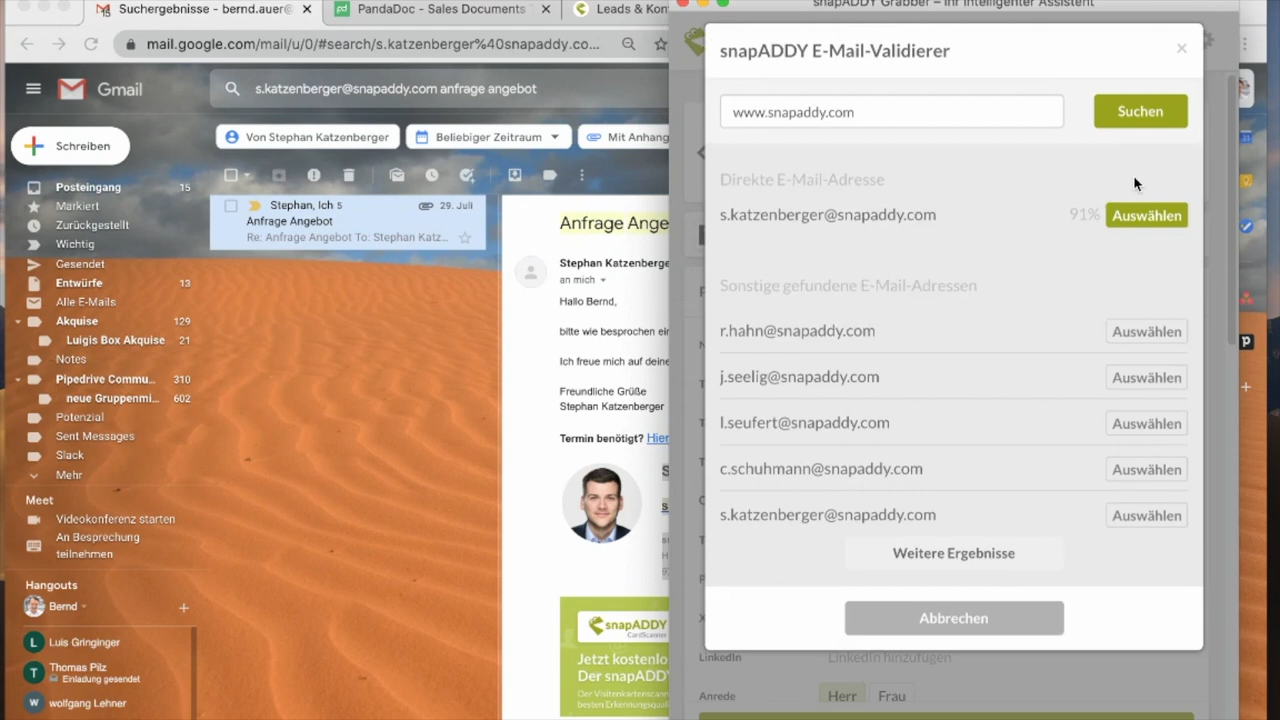 Suchergebnisse - bernd.auer@
PandaDoc - Sales Documents
Leads & Kon
mail.google.com/mail/u/0/#search/s.katzenberger%40snapaddy.co...
Gmail
s.katzenberger@snapaddy.com anfrage angebot
Von Stephan Katzenberger
Beliebiger Zeitraum
Mit Anhang
Schreiben
Posteingang 15
Markiert
Zurückgestellt
Wichtig
Gesendet
Entwürfe 13
Alle E-Mails
Akquise 129
Luigis Box Akquise 21
Notes
Pipedrive Commu... 310
neue Gruppenmi... 602
Potenzial
Sent Messages
Slack
Mehr
Meet
Videokonferenz starten
An Besprechung
teilnehmen
Hangouts
Bernd
L Luis Gringinger
T Thomas Pilz
Einladung gesendet
W wolfgang Lehner
Stephan, Ich 5 29. Juli
Anfrage Angebot
Re: Anfrage Angebot To: Stephan Katz...
Anfrage Ange
Stephan Katzenberge
an mich
Hallo Bernd,
bitte wie besprochen ein
Ich freue mich auf deine
Freundliche Grüße
Stephan Katzenberger
Termin benötigt? Hier
snapADDY
CardScanner
Jetzt kostenlo
Der snapADD
Der Visitenkartenscann
besten Erkennungsqual
snapADDY Grabber – Ihr intelligenter Assistent
snapADDY E-Mail-Validierer
×
www.snapaddy.com
Suchen
Direkte E-Mail-Adresse
s.katzenberger@snapaddy.com 91% Auswählen
Sonstige gefundene E-Mail-Adressen
r.hahn@snapaddy.com Auswählen
j.seelig@snapaddy.com Auswählen
l.seufert@snapaddy.com Auswählen
c.schuhmann@snapaddy.com Auswählen
s.katzenberger@snapaddy.com Auswählen
Weitere Ergebnisse
Abbrechen
LinkedIn LinkedIn hinzufügen
Anrede Herr Frau